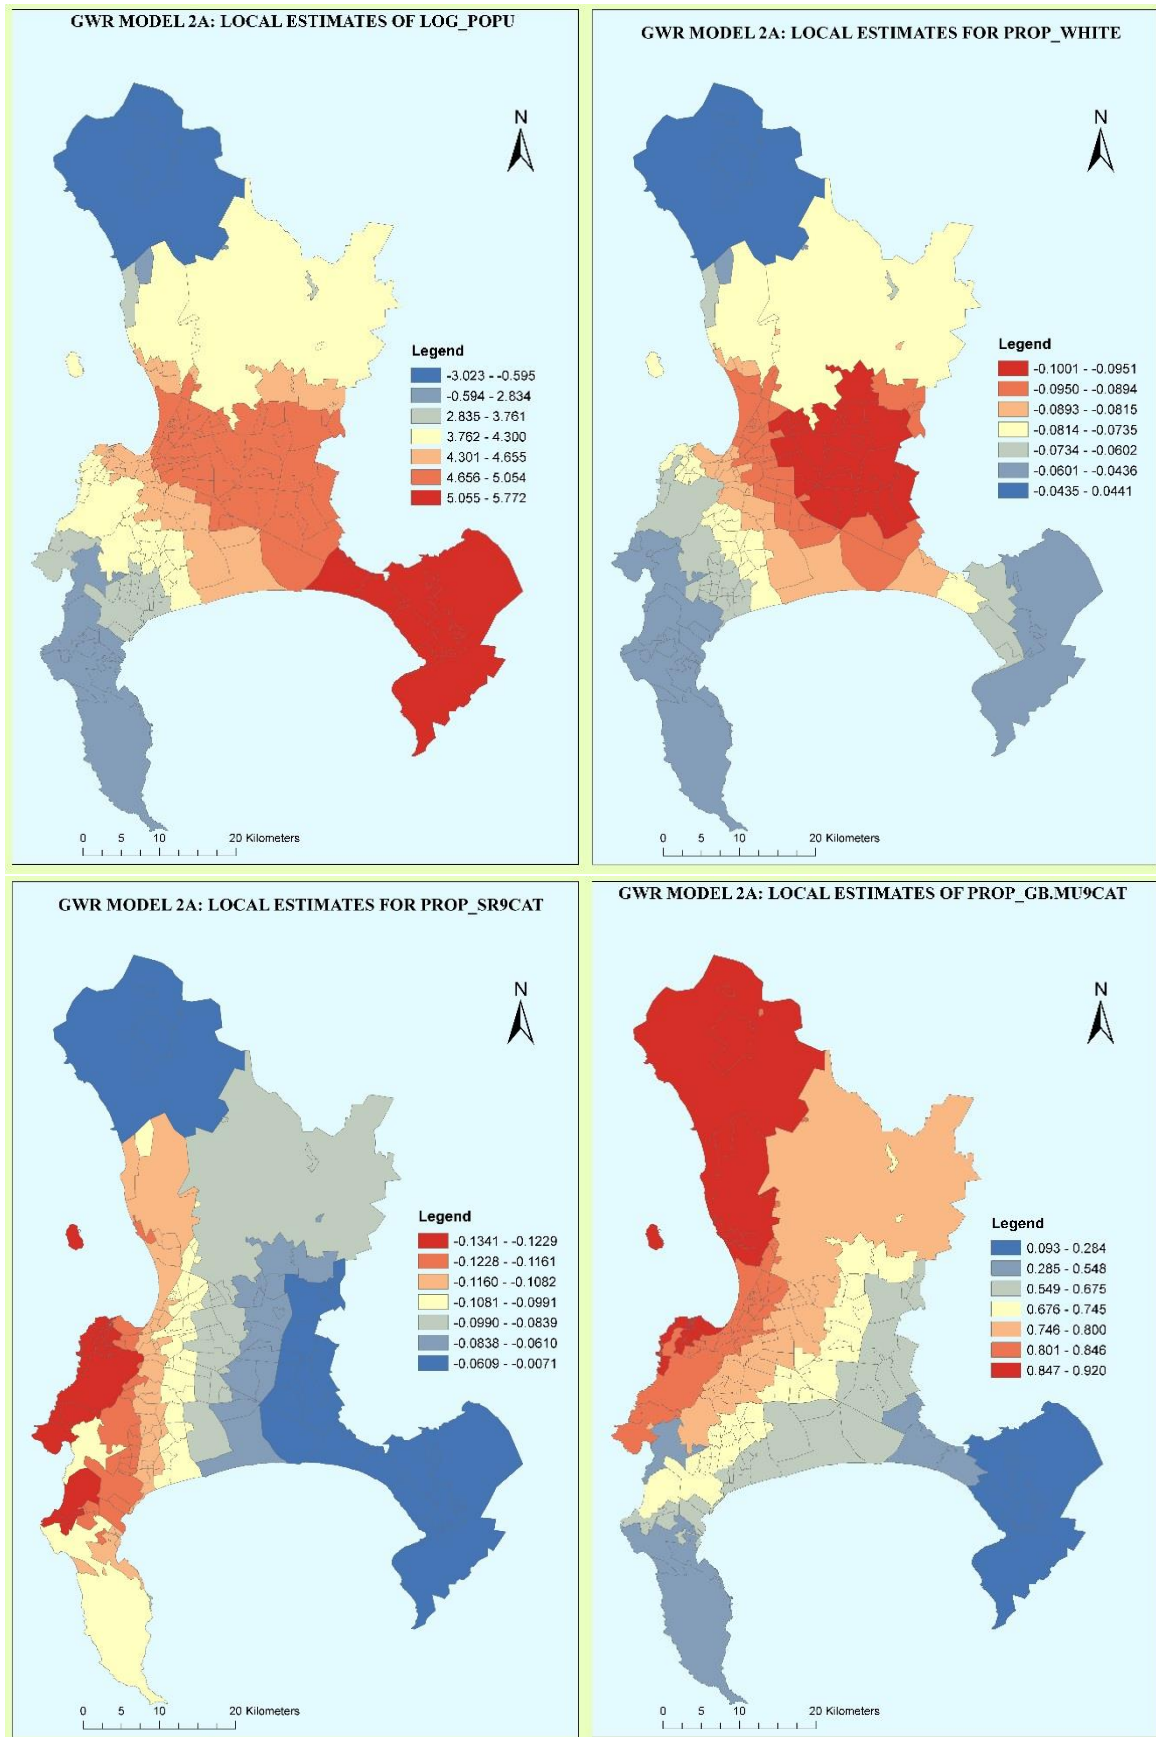 GWR MODEL 2A: LOCAL ESTIMATES OF LOG_POPU
N
Legend
-3.023 - -0.595
-0.594 - 2.834
2.835 - 3.761
3.762 - 4.300
4.301 - 4.655
4.656 - 5.054
5.055 - 5.772
0 5 10 20 Kilometers
GWR MODEL 2A: LOCAL ESTIMATES FOR PROP_WHITE
N
Legend
-0.1001 - -0.0951
-0.0950 - -0.0894
-0.0893 - -0.0815
-0.0814 - -0.0735
-0.0734 - -0.0602
-0.0601 - -0.0436
-0.0435 - 0.0441
0 5 10 20 Kilometers
GWR MODEL 2A: LOCAL ESTIMATES FOR PROP_SR9CAT
N
Legend
-0.1341 - -0.1229
-0.1228 - -0.1161
-0.1160 - -0.1082
-0.1081 - -0.0991
-0.0990 - -0.0839
-0.0838 - -0.0610
-0.0609 - -0.0071
0 5 10 20 Kilometers
GWR MODEL 2A: LOCAL ESTIMATES OF PROP_GB.MU9CAT
N
Legend
0.093 - 0.284
0.285 - 0.548
0.549 - 0.675
0.676 - 0.745
0.746 - 0.800
0.801 - 0.846
0.847 - 0.920
0 5 10 20 Kilometers